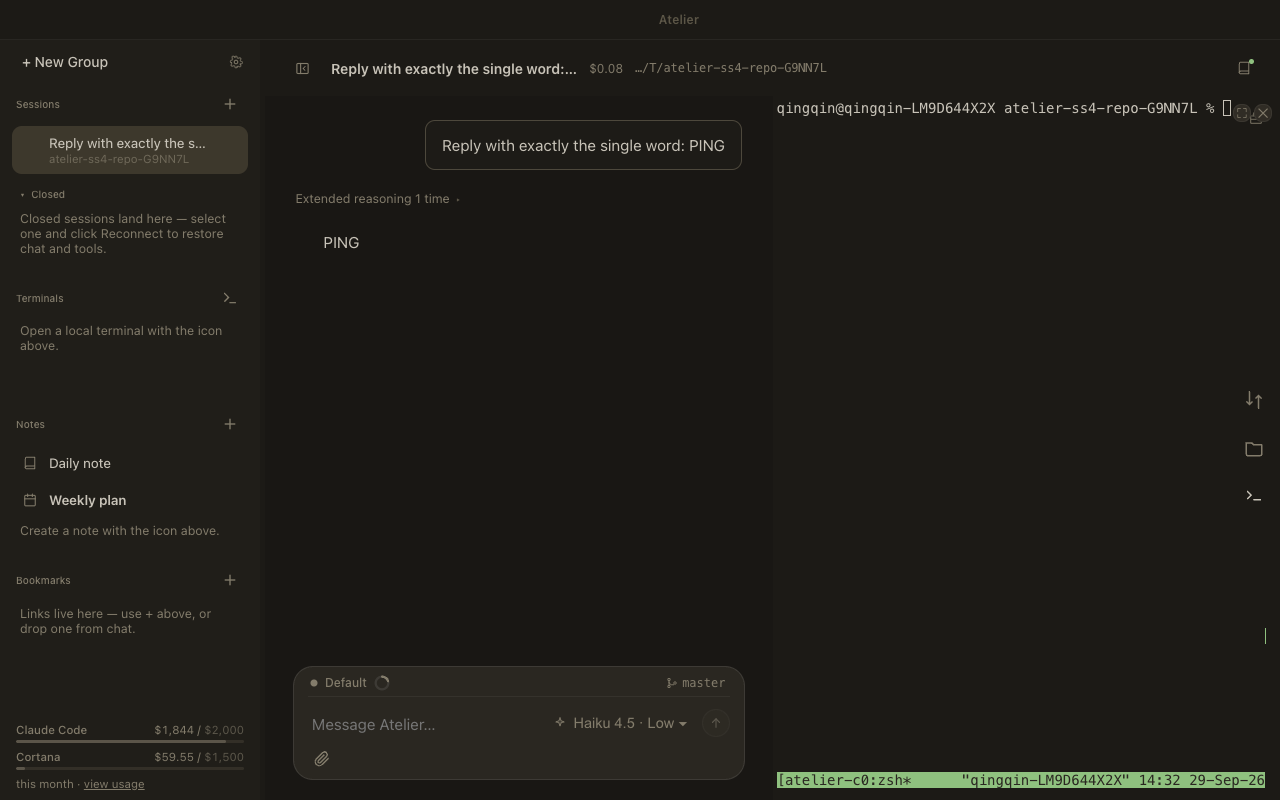 Atelier
+ New Group
Sessions
Reply with exactly the s...
atelier-ss4-repo-G9NN7L
Closed
Closed sessions land here — select
one and click Reconnect to restore
chat and tools.
Terminals
Open a local terminal with the icon
above.
Notes
Daily note
Weekly plan
Create a note with the icon above.
Bookmarks
Links live here — use + above, or
drop one from chat.
Claude Code $1,844 / $2,000
Cortana $59.55 / $1,500
this month · view usage
Reply with exactly the single word:... $0.08 …/T/atelier-ss4-repo-G9NN7L
Reply with exactly the single word: PING
Extended reasoning 1 time
PING
Default master
Message Atelier... Haiku 4.5 · Low
qingqin@qingqin-LM9D644X2X atelier-ss4-repo-G9NN7L %
[atelier-c0:zsh* "qingqin-LM9D644X2X" 14:32 29-Sep-26